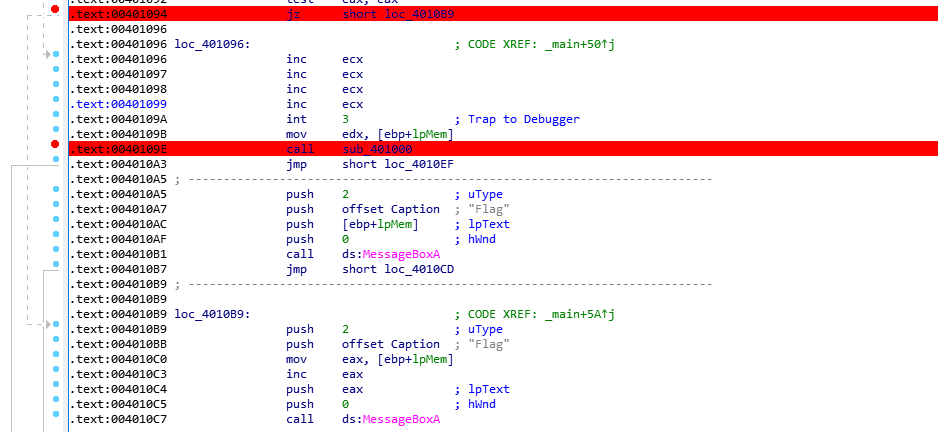 .text:00401092 test eax, eax
.text:00401094 jz short loc_4010B9
.text:00401096
.text:00401096 loc_401096: ; CODE XREF: _main+50↑j
.text:00401096 inc ecx
.text:00401097 inc ecx
.text:00401098 inc ecx
.text:00401099 inc ecx
.text:0040109A int 3 ; Trap to Debugger
.text:0040109B mov edx, [ebp+lpMem]
.text:0040109E call sub_401000
.text:004010A3 jmp short loc_4010EF
.text:004010A5 ; ---------------------------------------------------------------------------
.text:004010A5 push 2 ; uType
.text:004010A7 push offset Caption ; "Flag"
.text:004010AC push [ebp+lpMem] ; lpText
.text:004010AF push 0 ; hWnd
.text:004010B1 call ds:MessageBoxA
.text:004010B7 jmp short loc_4010CD
.text:004010B9 ; ---------------------------------------------------------------------------
.text:004010B9
.text:004010B9 loc_4010B9: ; CODE XREF: _main+5A↑j
.text:004010B9 push 2 ; uType
.text:004010BB push offset Caption ; "Flag"
.text:004010C0 mov eax, [ebp+lpMem]
.text:004010C3 inc eax
.text:004010C4 push eax ; lpText
.text:004010C5 push 0 ; hWnd
.text:004010C7 call ds:MessageBoxA